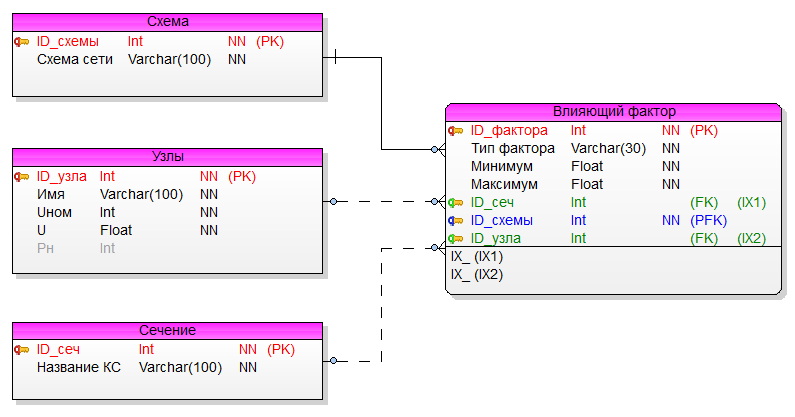 Схема
ID_схемы Int NN (PK)
Схема сети Varchar(100) NN
Узлы
ID_узла Int NN (PK)
Имя Varchar(100) NN
Uном Int NN
U Float NN
Рн Int
Сечение
ID_сеч Int NN (PK)
Название КС Varchar(100) NN
Влияющий фактор
ID_фактора Int NN (PK)
Тип фактора Varchar(30) NN
Минимум Float NN
Максимум Float NN
ID_сеч Int (FK) (IX1)
ID_схемы Int NN (PFK)
ID_узла Int (FK) (IX2)
IX_ (IX1)
IX_ (IX2)